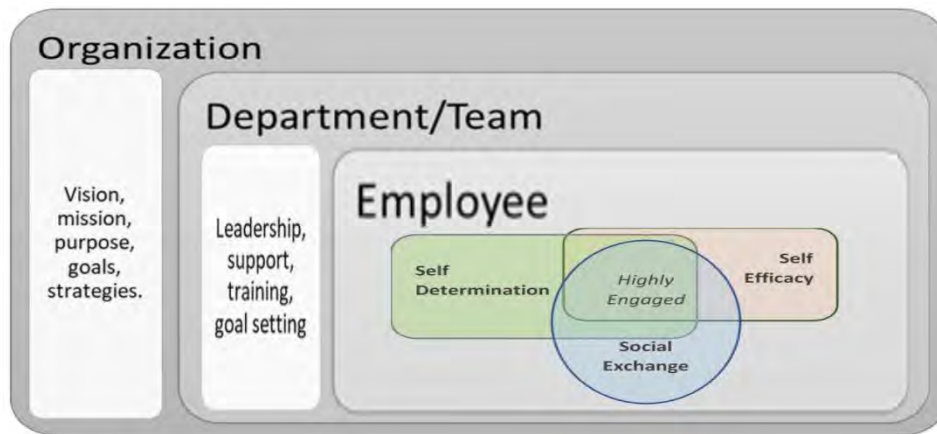 Organization
Vision,
mission,
purpose,
goals,
strategies.
Department/Team
Leadership,
support,
training,
goal setting
Employee
Self
Determination
Highly
Engaged
Self
Efficacy
Social
Exchange